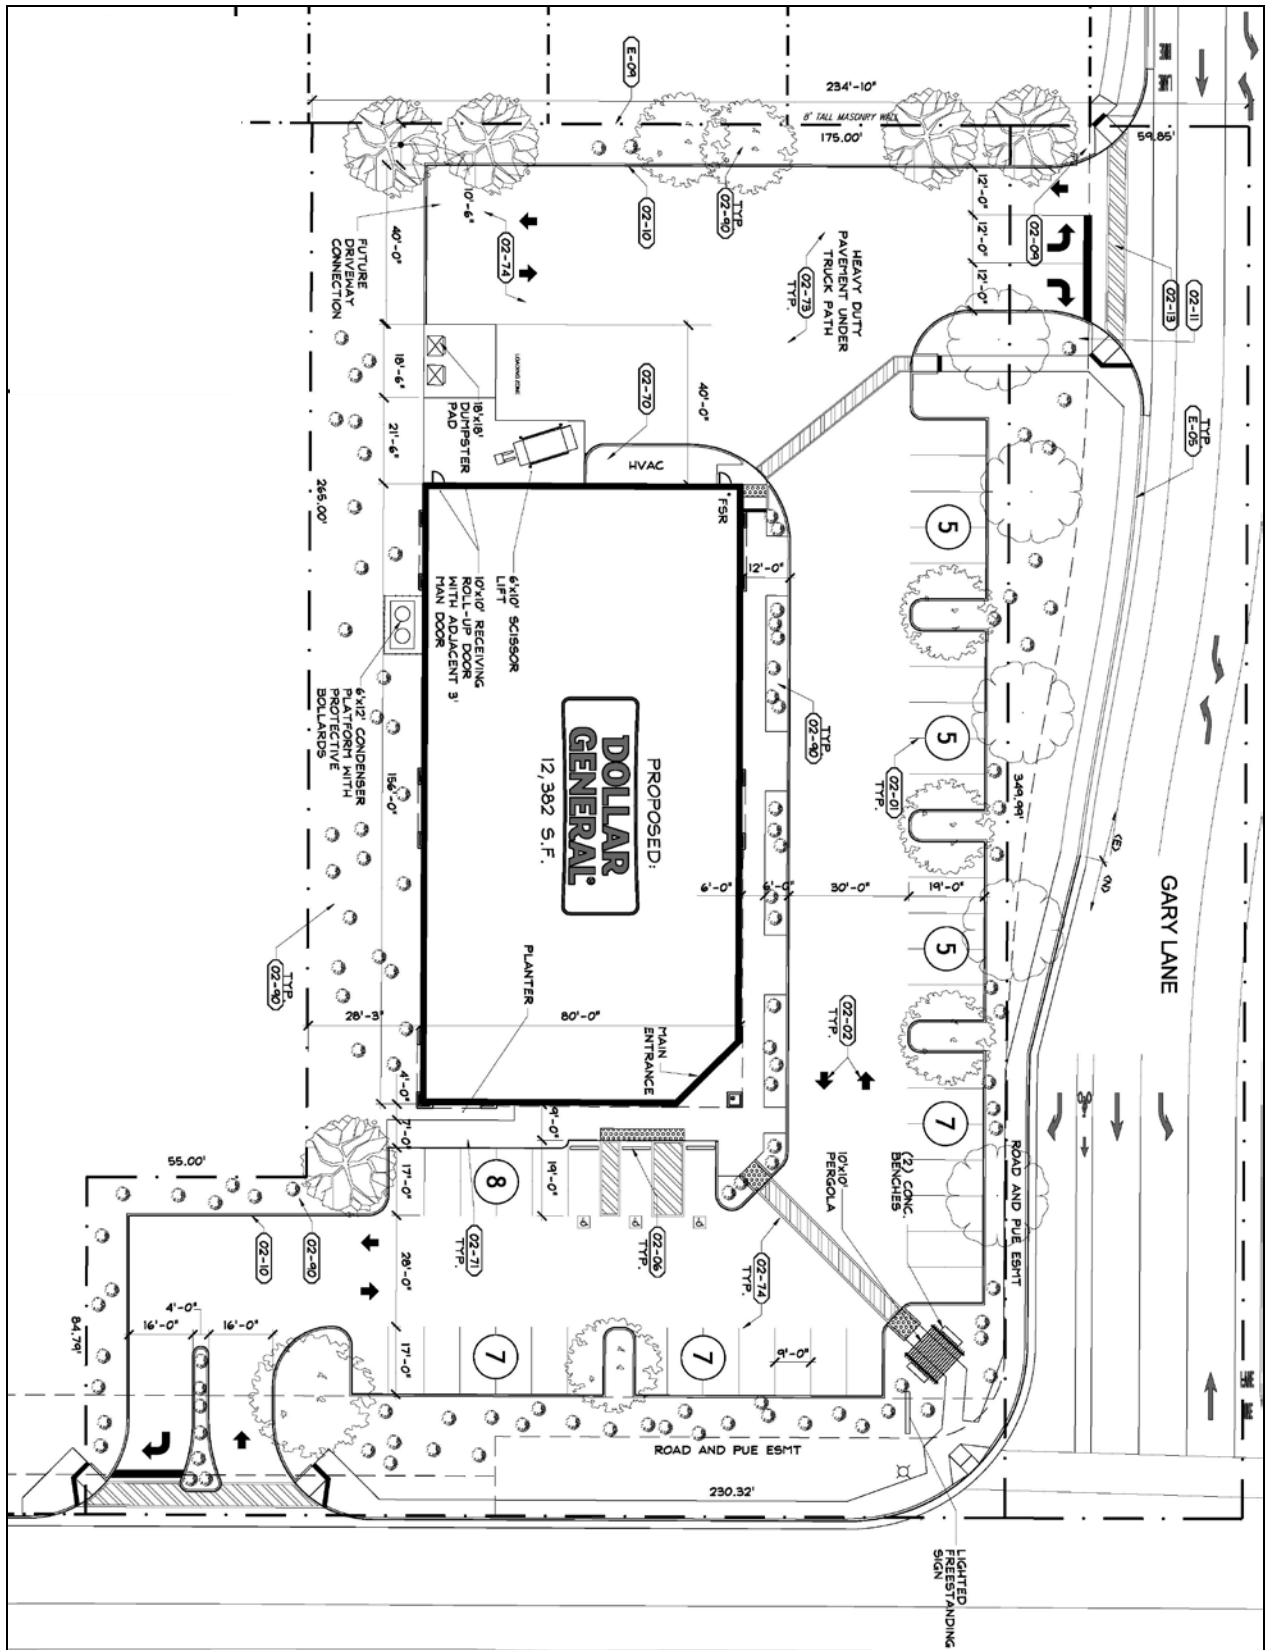 234'-10"
E-09
8' TALL MASONRY WALL
175.00'
59.85'
10'-6"
02-10
TYP.
02-90
12'-0"
12'-0"
12'-0"
02-09
02-11
02-13
40'-0"
02-74
FUTURE
DRIVEWAY
CONNECTION
HEAVY DUTY
PAVEMENT UNDER
TRUCK PATH
02-73
TYP.
LOADING ZONE
18'-6"
40'-0"
02-70
TYP.
E-05
18'x18'
DUMPSTER
PAD
21'-6"
HVAC
FSR
265.00'
5
12'-0"
6'x10' SCISSOR
LIFT
10'x10' RECEIVING
ROLL-UP DOOR
WITH ADJACENT 3'
MAN DOOR
6'x12' CONDENSER
PLATFORM WITH
PROTECTIVE
BOLLARDS
TYP.
02-90
5
02-01
TYP.
349.99'
156'-0"
PROPOSED:
DOLLAR
GENERAL®
12,382 S.F.
(E)
(N)
6'-0"
6'-0"
30'-0"
19'-0"
GARY LANE
5
PLANTER
TYP.
02-90
28'-3"
80'-0"
MAIN
ENTRANCE
02-02
TYP.
4'-0"
7'-0"
9'-0"
7
ROAD AND PUE ESMT
55.00'
17'-0"
8
19'-0"
10'x10'
PERGOLA
(2) CONC.
BENCHES
02-10
02-90
02-71
TYP.
02-06
TYP.
02-74
TYP.
28'-0"
4'-0"
16'-0"
16'-0"
84.79'
17'-0"
7
7
9'-0"
ROAD AND PUE ESMT
230.32'
LIGHTED
FREESTANDING
SIGN